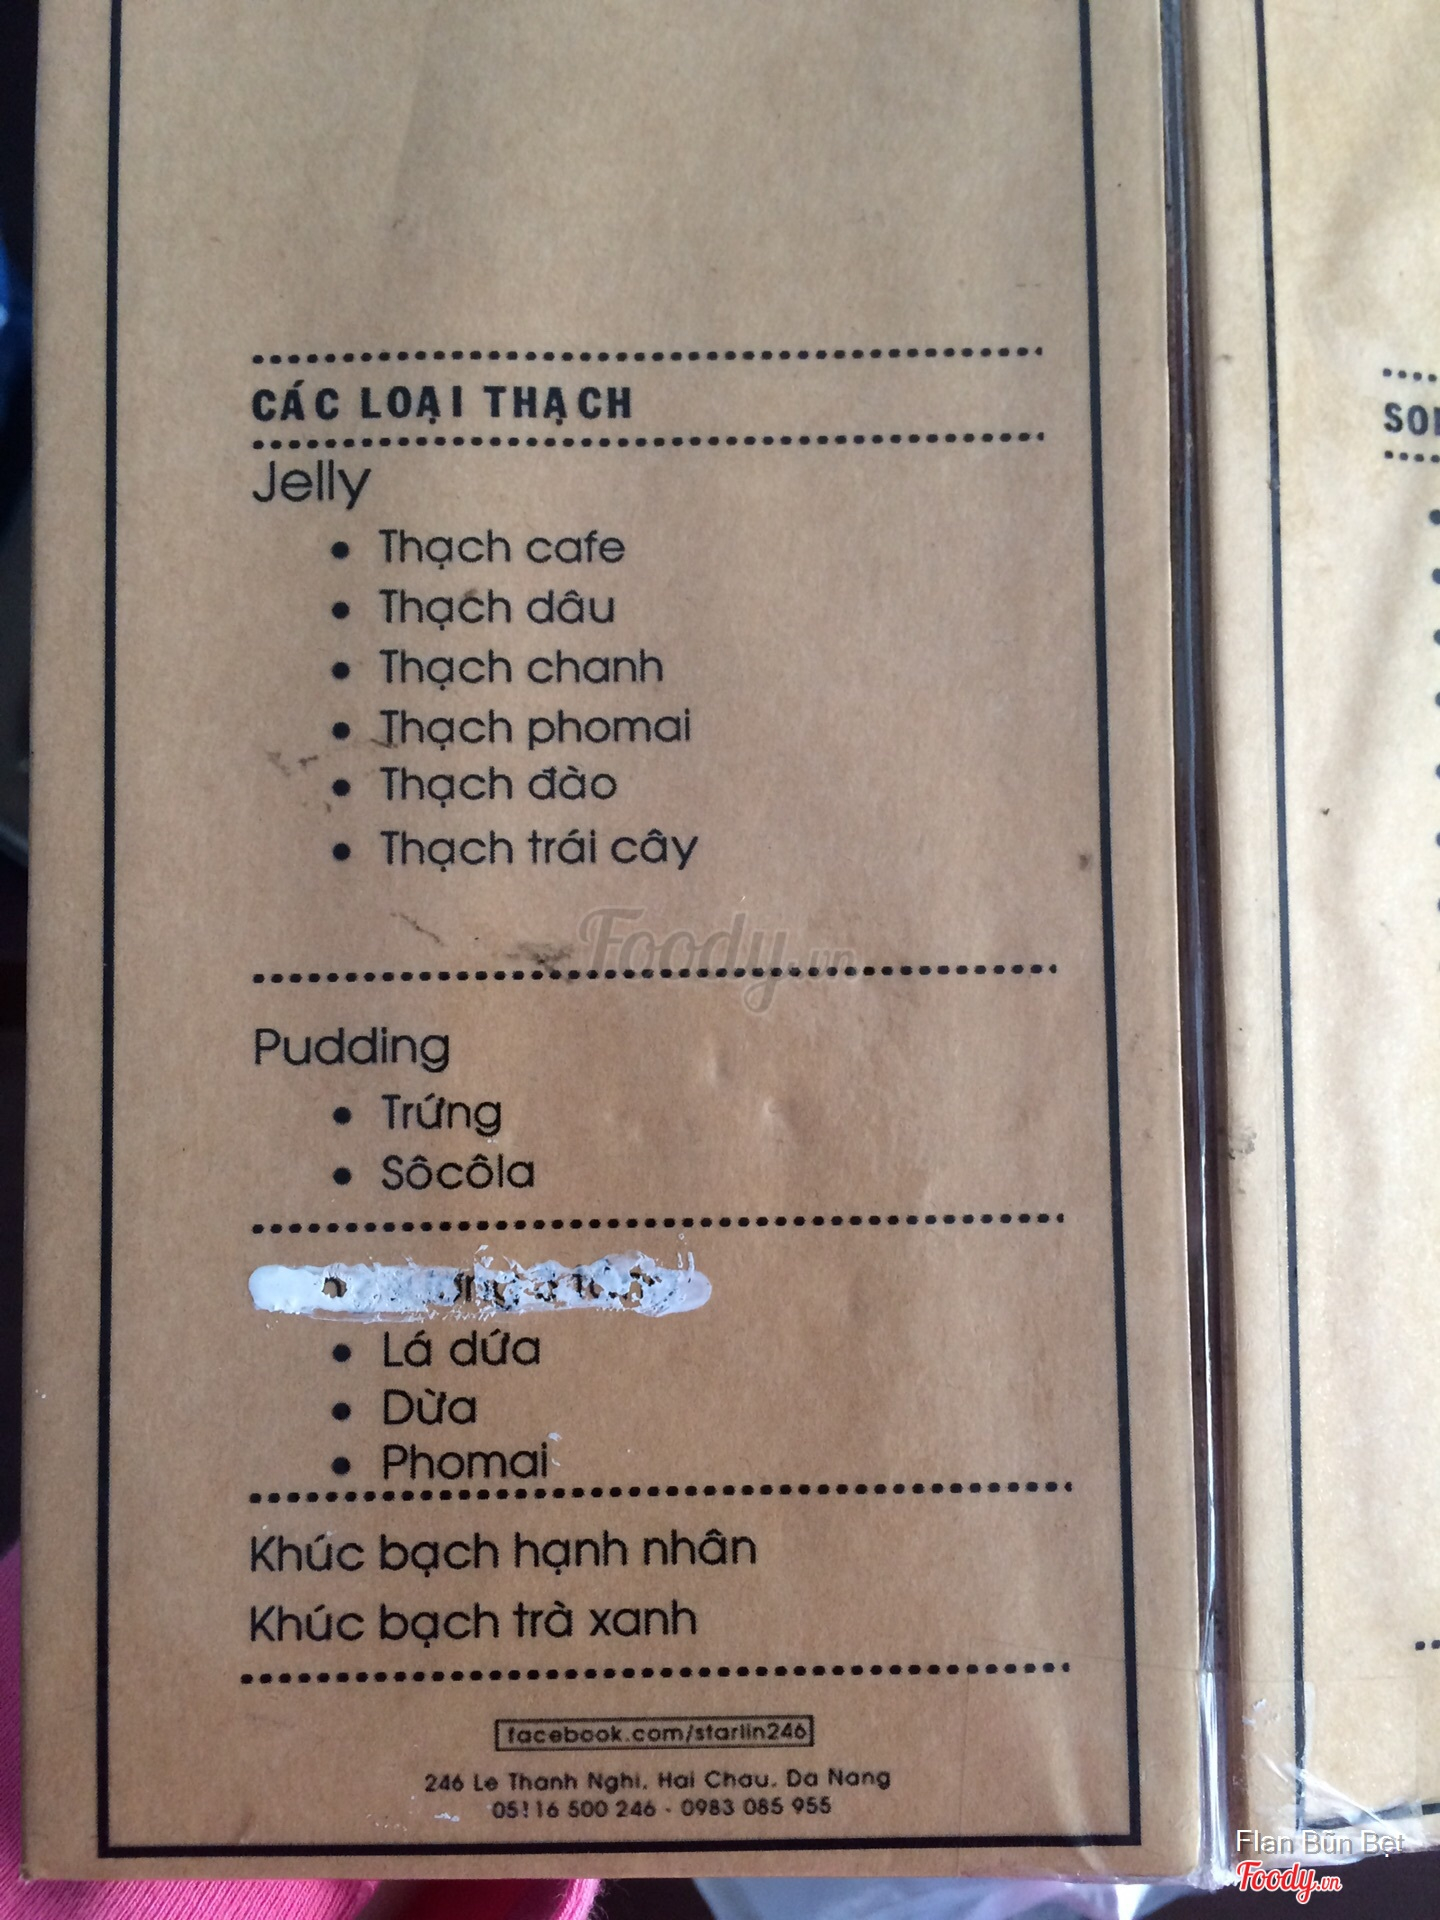 CÁC LOẠI THẠCH
Jelly
• Thạch cafe
• Thạch dâu
• Thạch chanh
• Thạch phomai
• Thạch đào
• Thạch trái cây
Foody.vn
Pudding
• Trứng
• Sôcôla
• Lá dứa
• Dừa
• Phomai
Khúc bạch hạnh nhân
Khúc bạch trà xanh
facebook.com/starlin246
246 Le Thanh Nghi, Hai Chau, Da Nang
05116 500 246 - 0983 085 955
Flan Bũn Bẹt
Foody.vn